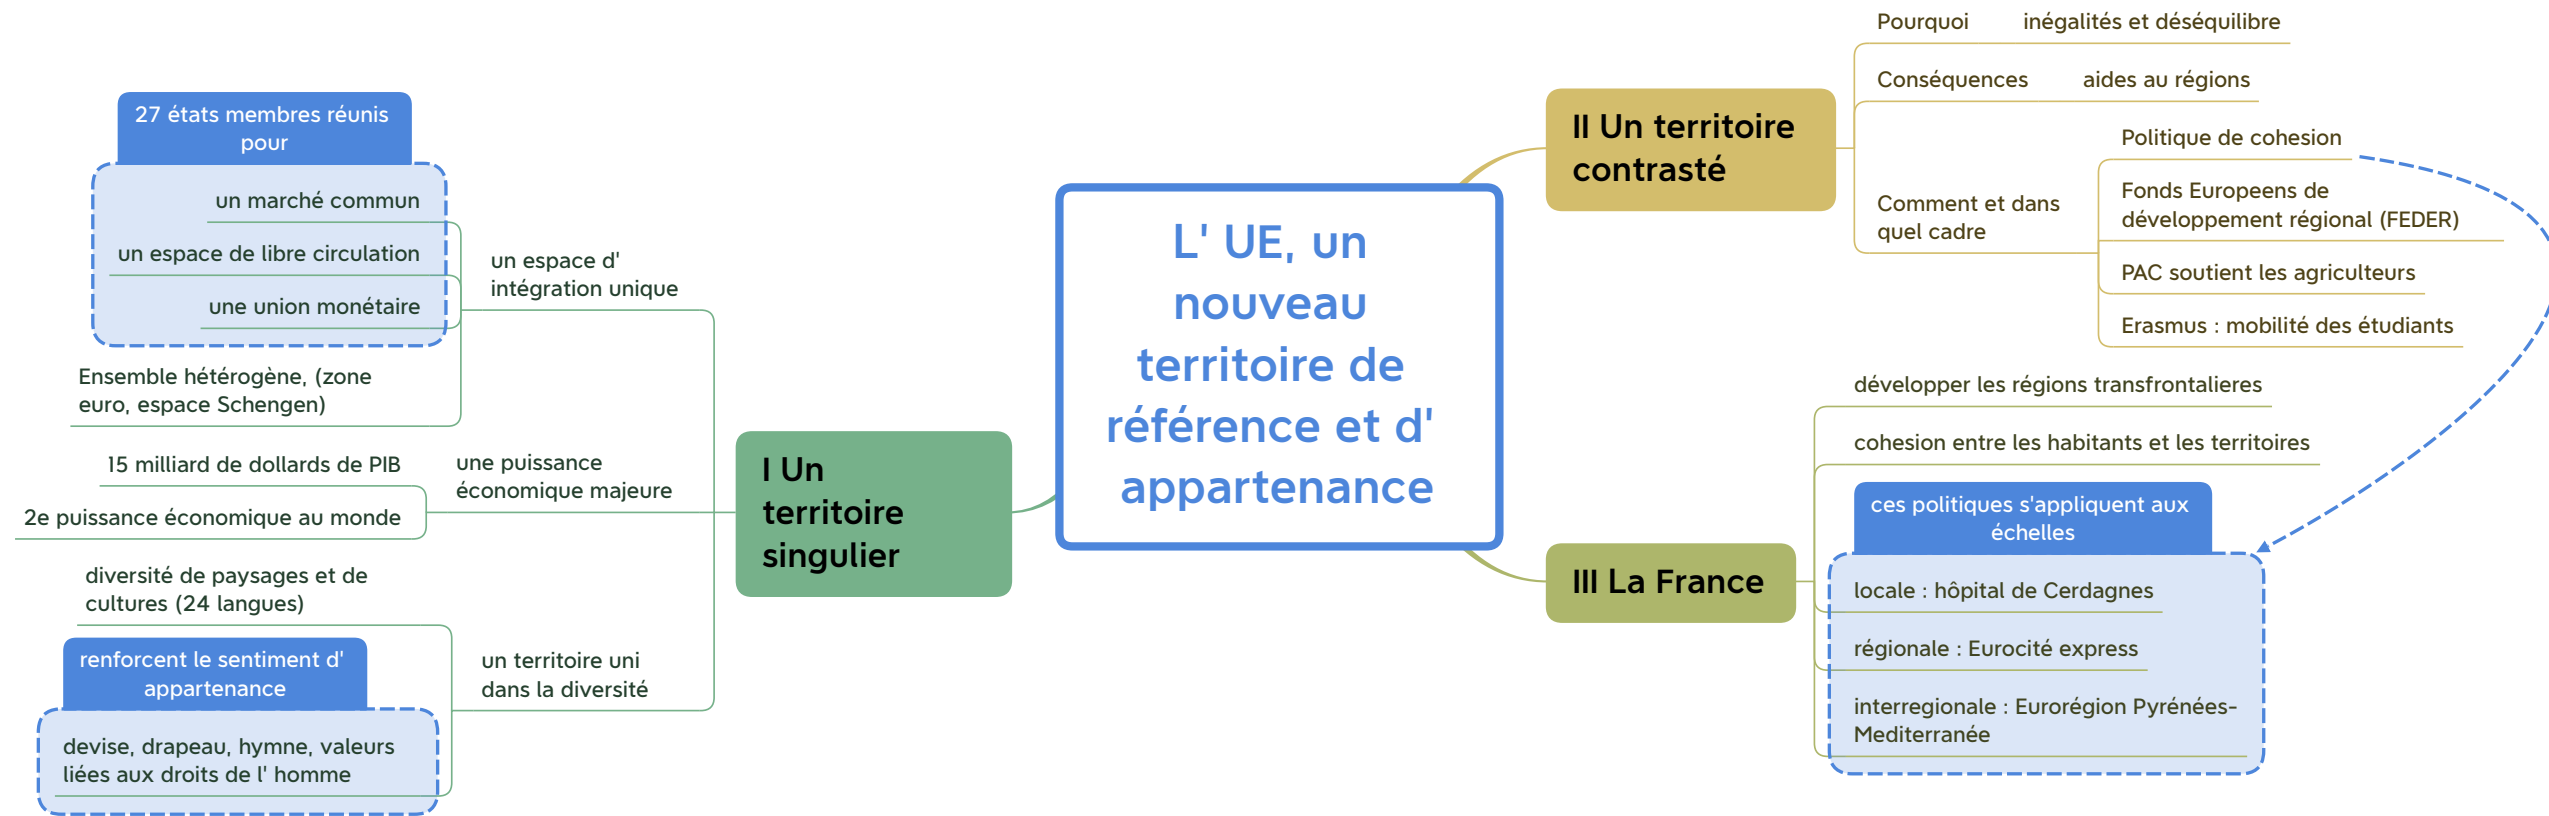 L' UE, un
nouveau
territoire de
référence et d'
appartenance
I Un
territoire
singulier
un espace d'
intégration unique
27 états membres réunis
pour
un marché commun
un espace de libre circulation
une union monétaire
Ensemble hétérogène, (zone
euro, espace Schengen)
une puissance
économique majeure
15 milliard de dollards de PIB
2e puissance économique au monde
un territoire uni
dans la diversité
diversité de paysages et de
cultures (24 langues)
renforcent le sentiment d'
appartenance
devise, drapeau, hymne, valeurs
liées aux droits de l' homme
II Un territoire
contrasté
Pourquoi inégalités et déséquilibre
Conséquences aides au régions
Comment et dans
quel cadre
Politique de cohesion
Fonds Europeens de
développement régional (FEDER)
PAC soutient les agriculteurs
Erasmus : mobilité des étudiants
III La France
développer les régions transfrontalieres
cohesion entre les habitants et les territoires
ces politiques s'appliquent aux
échelles
locale : hôpital de Cerdagnes
régionale : Eurocité express
interregionale : Eurorégion Pyrénées-
Mediterranée